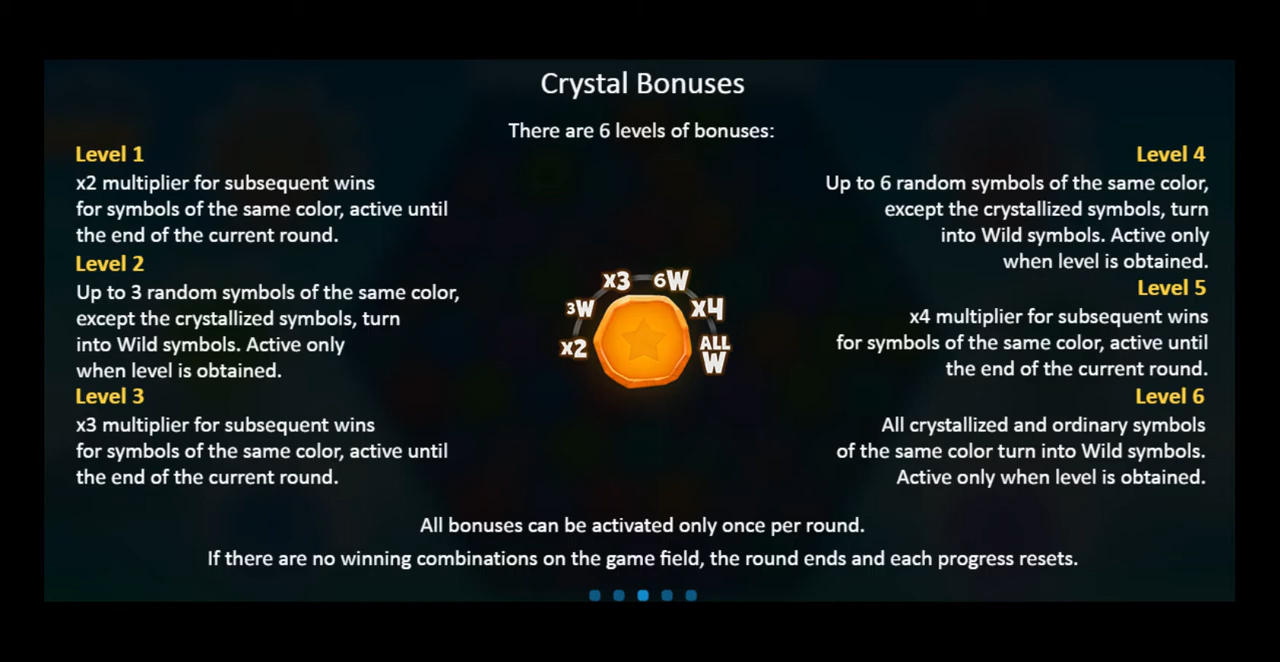 Crystal Bonuses
There are 6 levels of bonuses:
Level 1
x2 multiplier for subsequent wins
for symbols of the same color, active until
the end of the current round.
Level 2
Up to 3 random symbols of the same color,
except the crystallized symbols, turn
into Wild symbols. Active only
when level is obtained.
Level 3
x3 multiplier for subsequent wins
for symbols of the same color, active until
the end of the current round.
x2
3W
x3
6W
x4
ALL
W
Level 4
Up to 6 random symbols of the same color,
except the crystallized symbols, turn
into Wild symbols. Active only
when level is obtained.
Level 5
x4 multiplier for subsequent wins
for symbols of the same color, active until
the end of the current round.
Level 6
All crystallized and ordinary symbols
of the same color turn into Wild symbols.
Active only when level is obtained.
All bonuses can be activated only once per round.
If there are no winning combinations on the game field, the round ends and each progress resets.